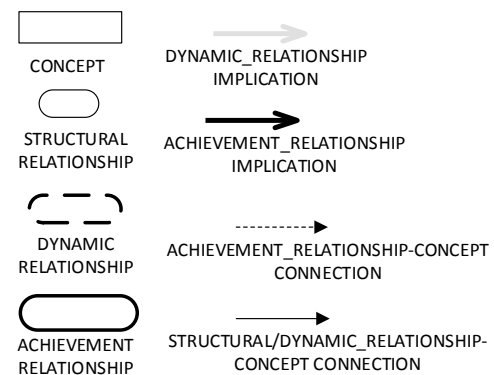 CONCEPT
STRUCTURAL
RELATIONSHIP
DYNAMIC
RELATIONSHIP
ACHIEVEMENT
RELATIONSHIP
DYNAMIC_RELATIONSHIP
IMPLICATION
ACHIEVEMENT_RELATIONSHIP
IMPLICATION
ACHIEVEMENT_RELATIONSHIP-CONCEPT
CONNECTION
STRUCTURAL/DYNAMIC_RELATIONSHIP-
CONCEPT CONNECTION